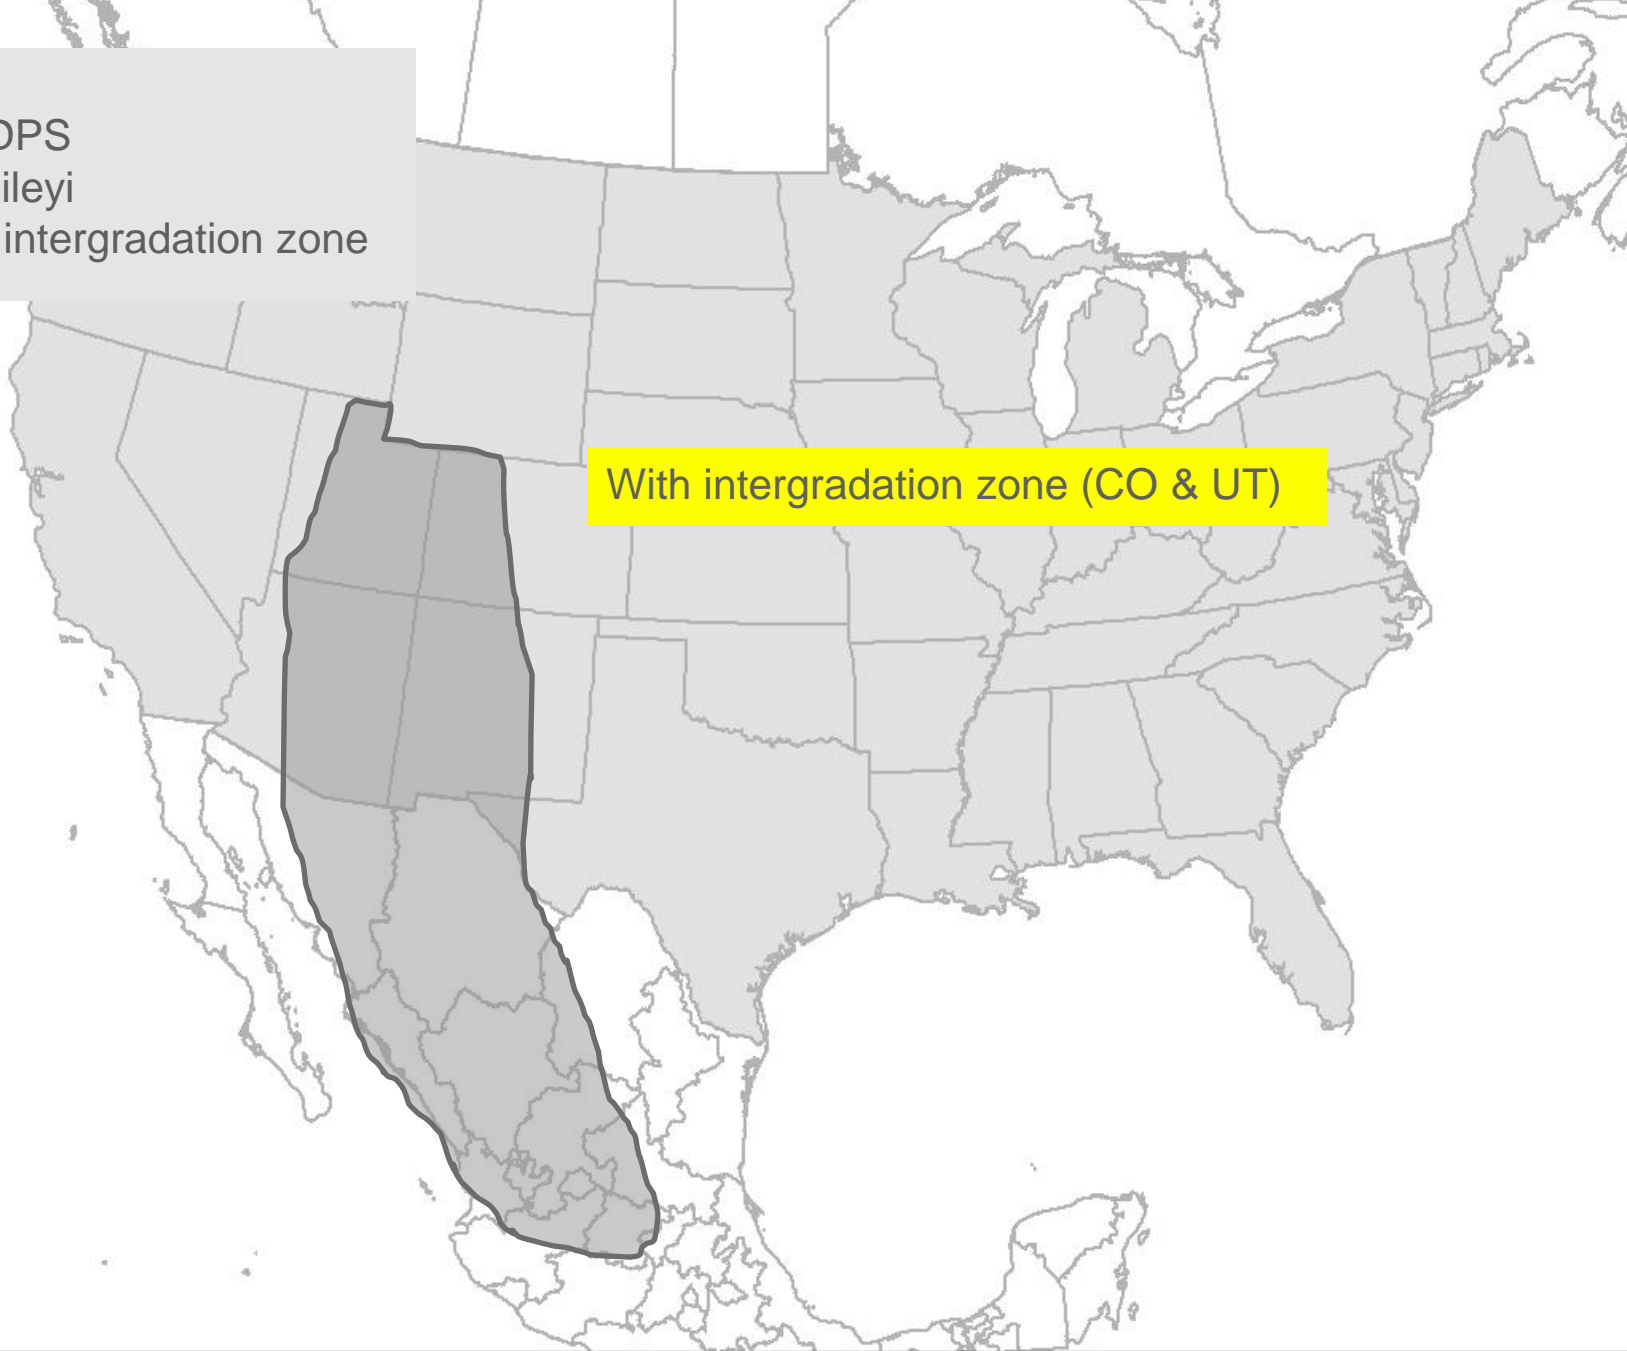 DPS
ileyi
intergradation zone
With intergradation zone (CO & UT)